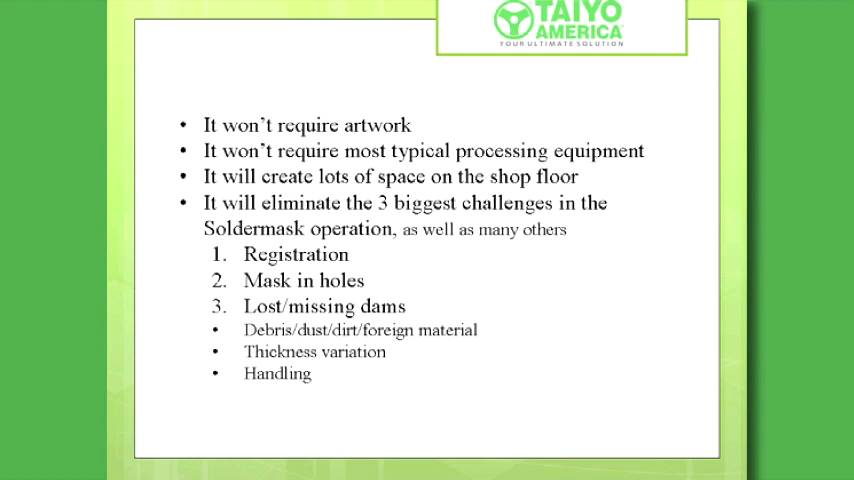 TAIYO
AMERICA
YOUR ULTIMATE SOLUTION
• It won't require artwork
• It won't require most typical processing equipment
• It will create lots of space on the shop floor
• It will eliminate the 3 biggest challenges in the
Soldermask operation, as well as many others
1. Registration
2. Mask in holes
3. Lost/missing dams
• Debris/dust/dirt/foreign material
• Thickness variation
• Handling